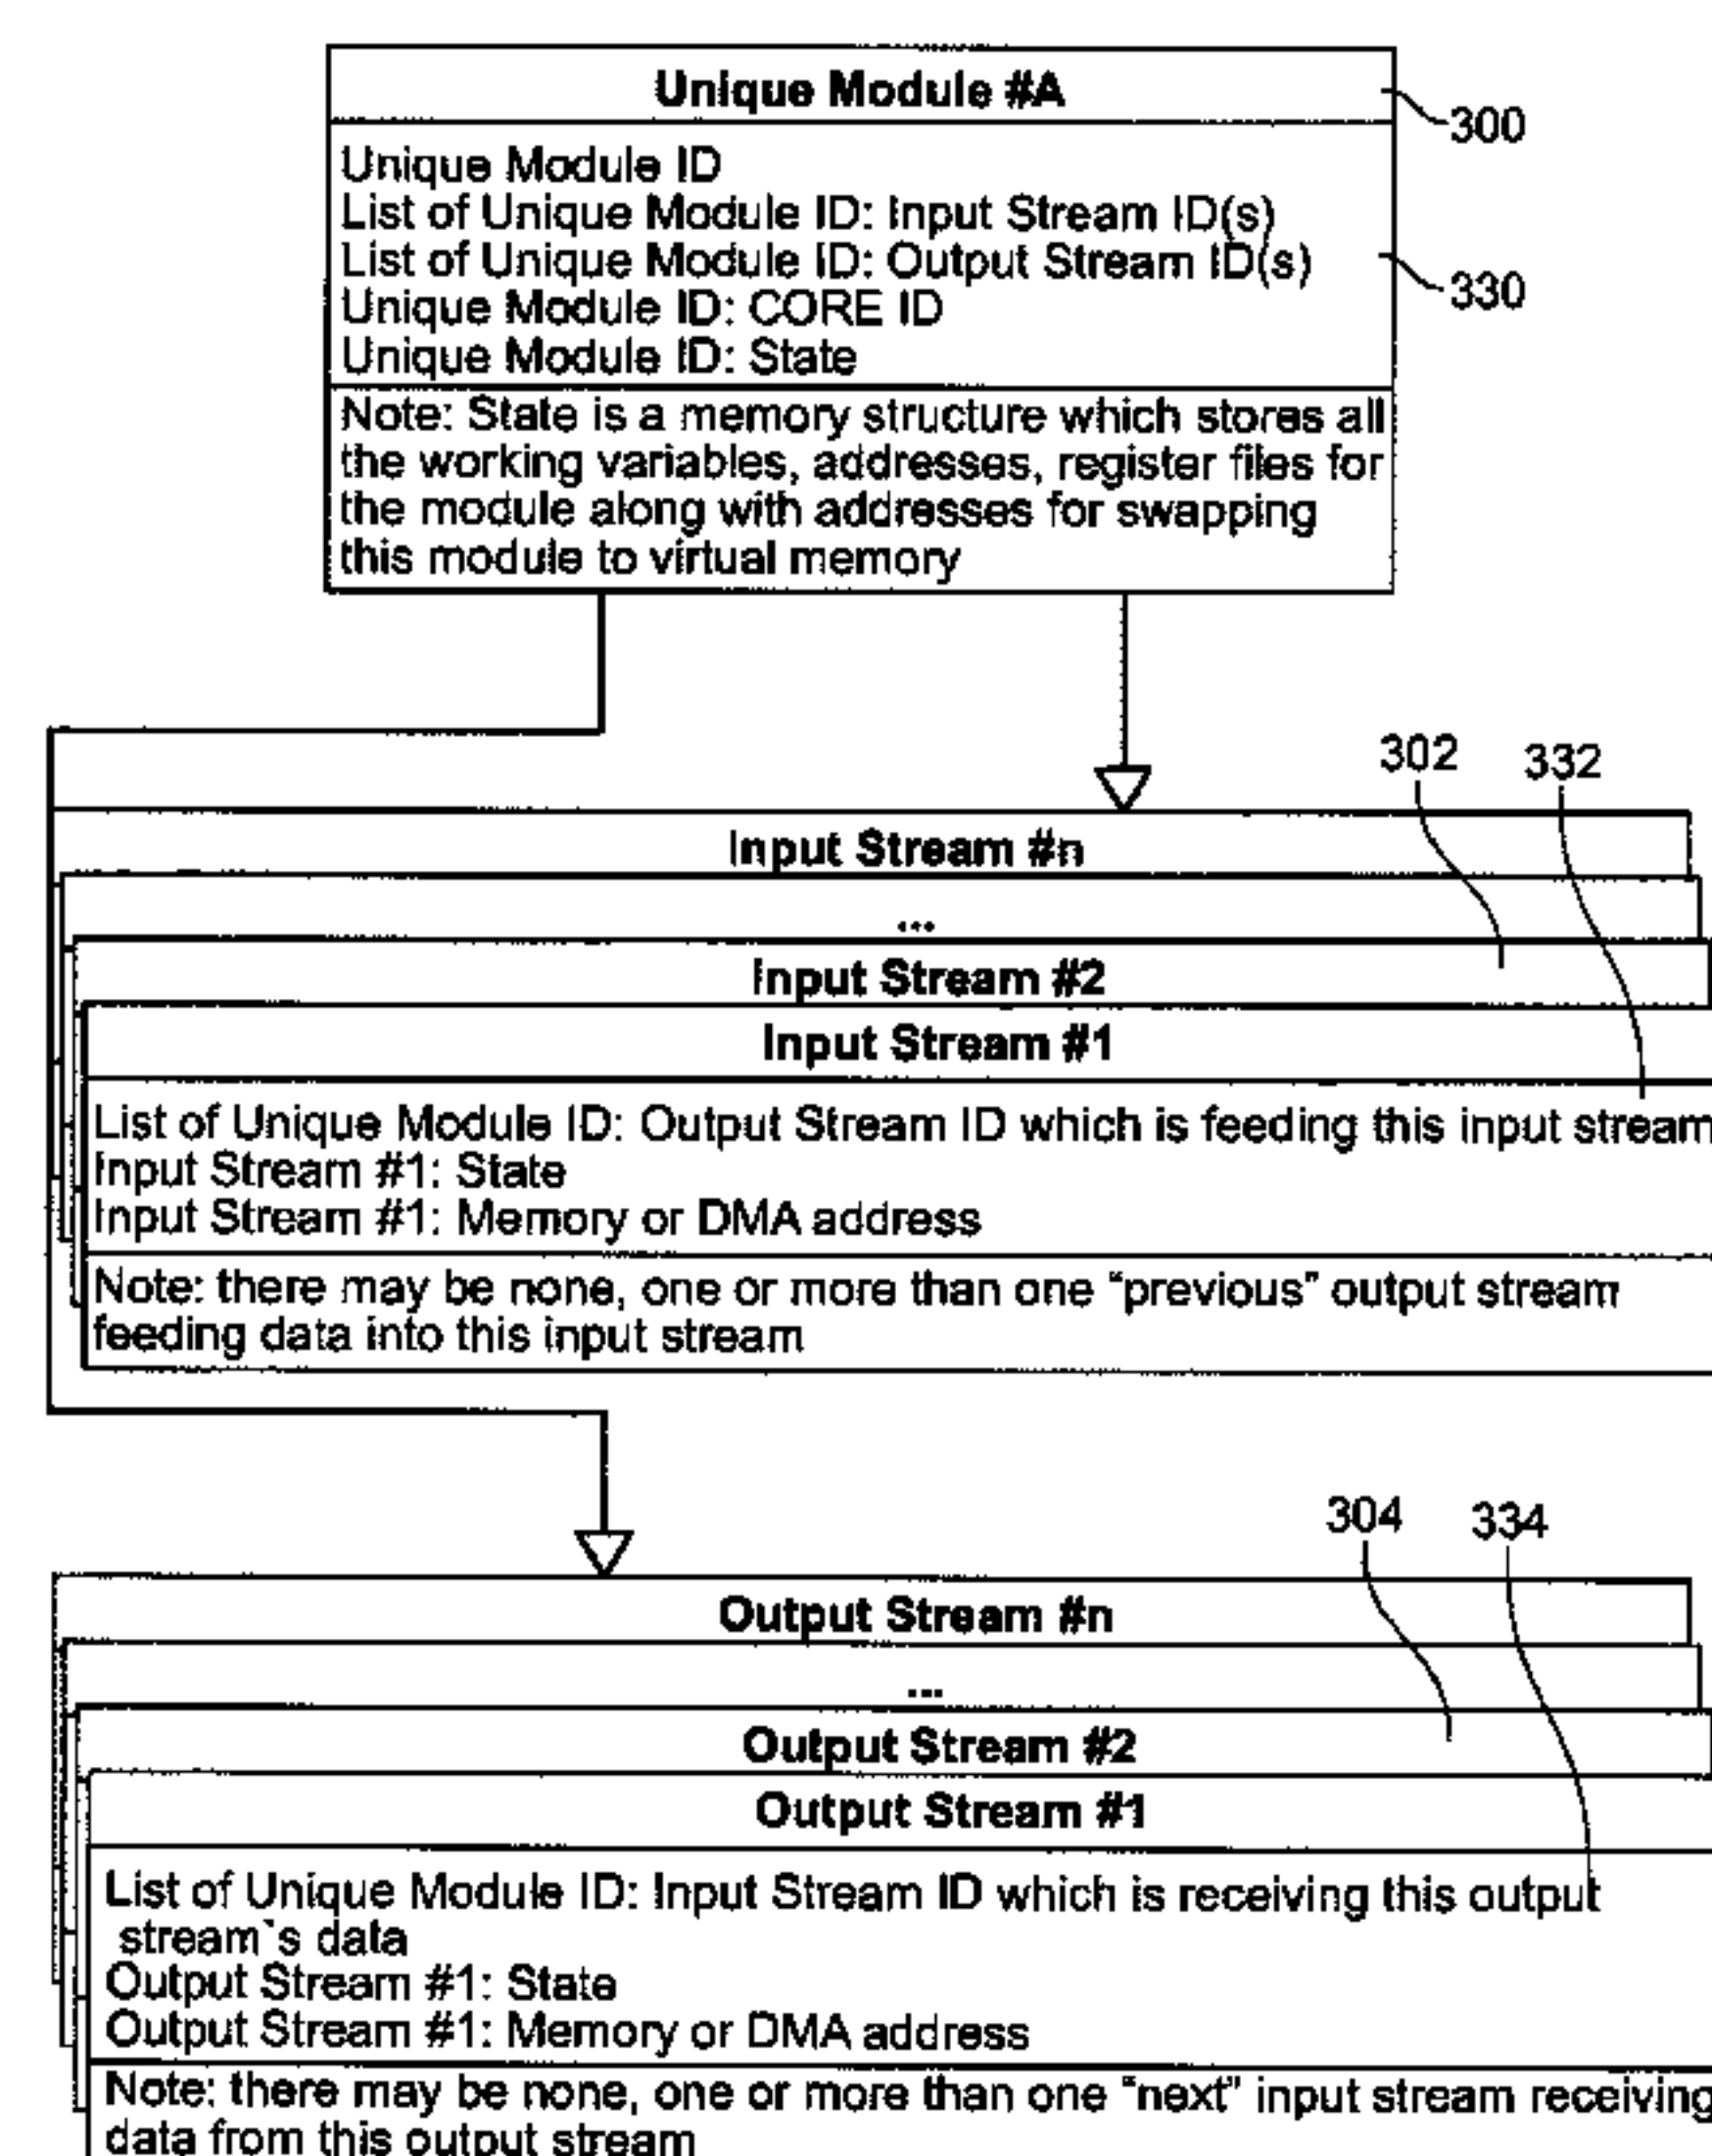 Unique Module #A
300
Unique Module ID
List of Unique Module ID: Input Stream ID(s)
List of Unique Module ID: Output Stream ID(s)
330
Unique Module ID: CORE ID
Unique Module ID: State
Note: State is a memory structure which stores all
the working variables, addresses, register files for
the module along with addresses for swapping
this module to virtual memory
302
332
Input Stream #n
...
Input Stream #2
Input Stream #1
List of Unique Module ID: Output Stream ID which is feeding this input stream
Input Stream #1: State
Input Stream #1: Memory or DMA address
Note: there may be none, one or more than one “previous” output stream
feeding data into this input stream
304
334
Output Stream #n
...
Output Stream #2
Output Stream #1
List of Unique Module ID: Input Stream ID which is receiving this output
stream`s data
Output Stream #1: State
Output Stream #1: Memory or DMA address
Note: there may be none, one or more than one “next” input stream receiving
data from this output stream